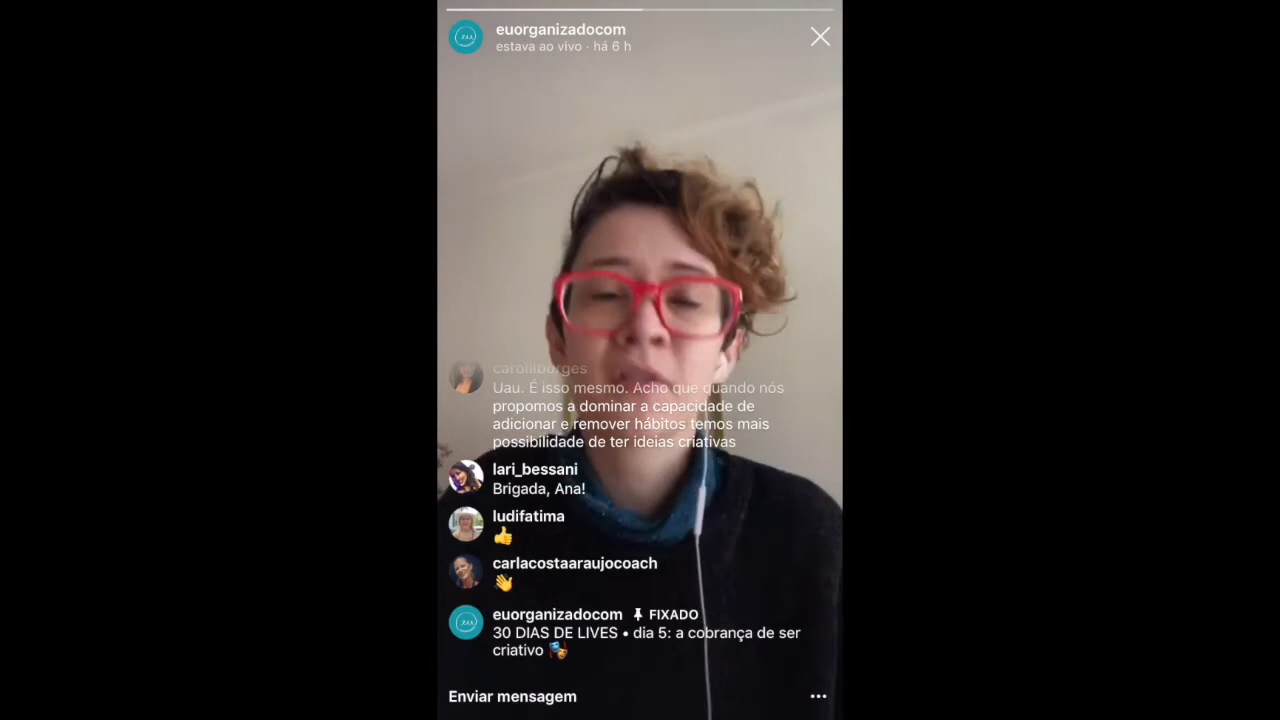 euorganizadocom
estava ao vivo · há 6 h
carolliborges
Uau. É isso mesmo. Acho que quando nós
propomos a dominar a capacidade de
adicionar e remover hábitos temos mais
possibilidade de ter ideias criativas
lari_bessani
Brigada, Ana!
ludifatima
👍
carlacostaaraujocoach
👋
euorganizadocom FIXADO
30 DIAS DE LIVES • dia 5: a cobrança de ser
criativo 🎭
Enviar mensagem